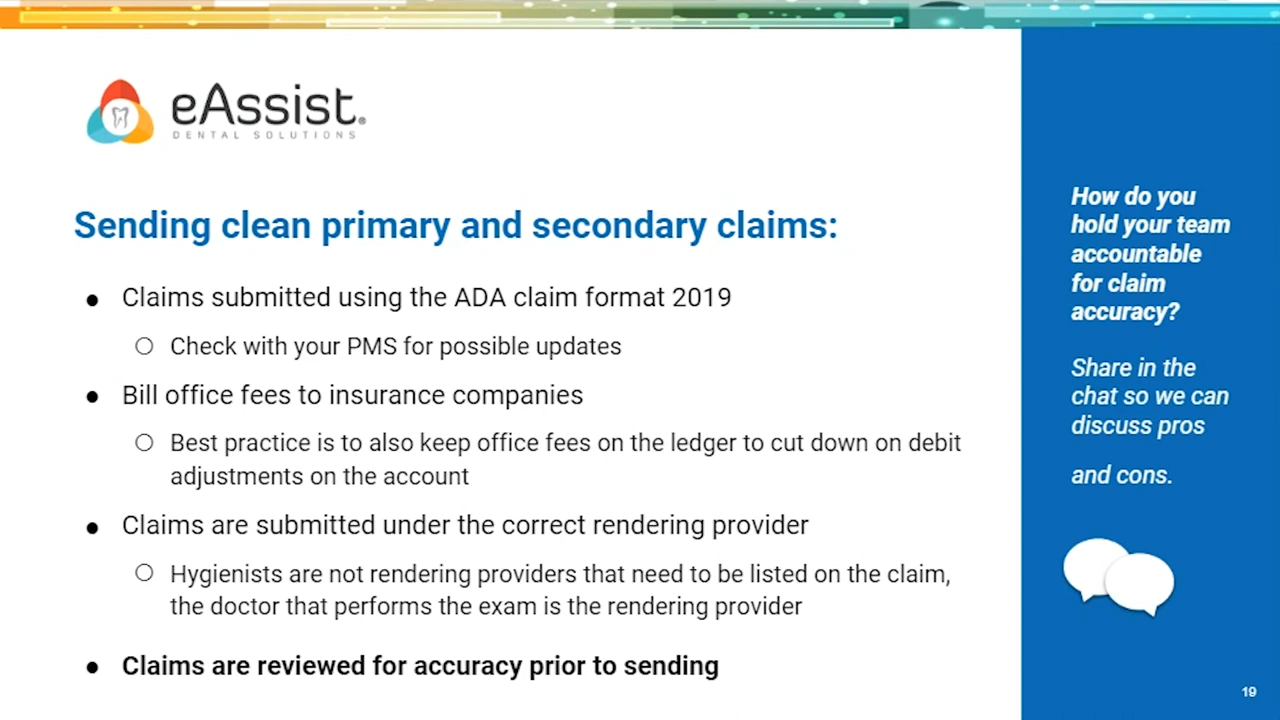 eAssist®
DENTAL SOLUTIONS
Sending clean primary and secondary claims:
● Claims submitted using the ADA claim format 2019
○ Check with your PMS for possible updates
● Bill office fees to insurance companies
○ Best practice is to also keep office fees on the ledger to cut down on debit
adjustments on the account
● Claims are submitted under the correct rendering provider
○ Hygienists are not rendering providers that need to be listed on the claim,
the doctor that performs the exam is the rendering provider
● Claims are reviewed for accuracy prior to sending
How do you
hold your team
accountable
for claim
accuracy?
Share in the
chat so we can
discuss pros
and cons.
19